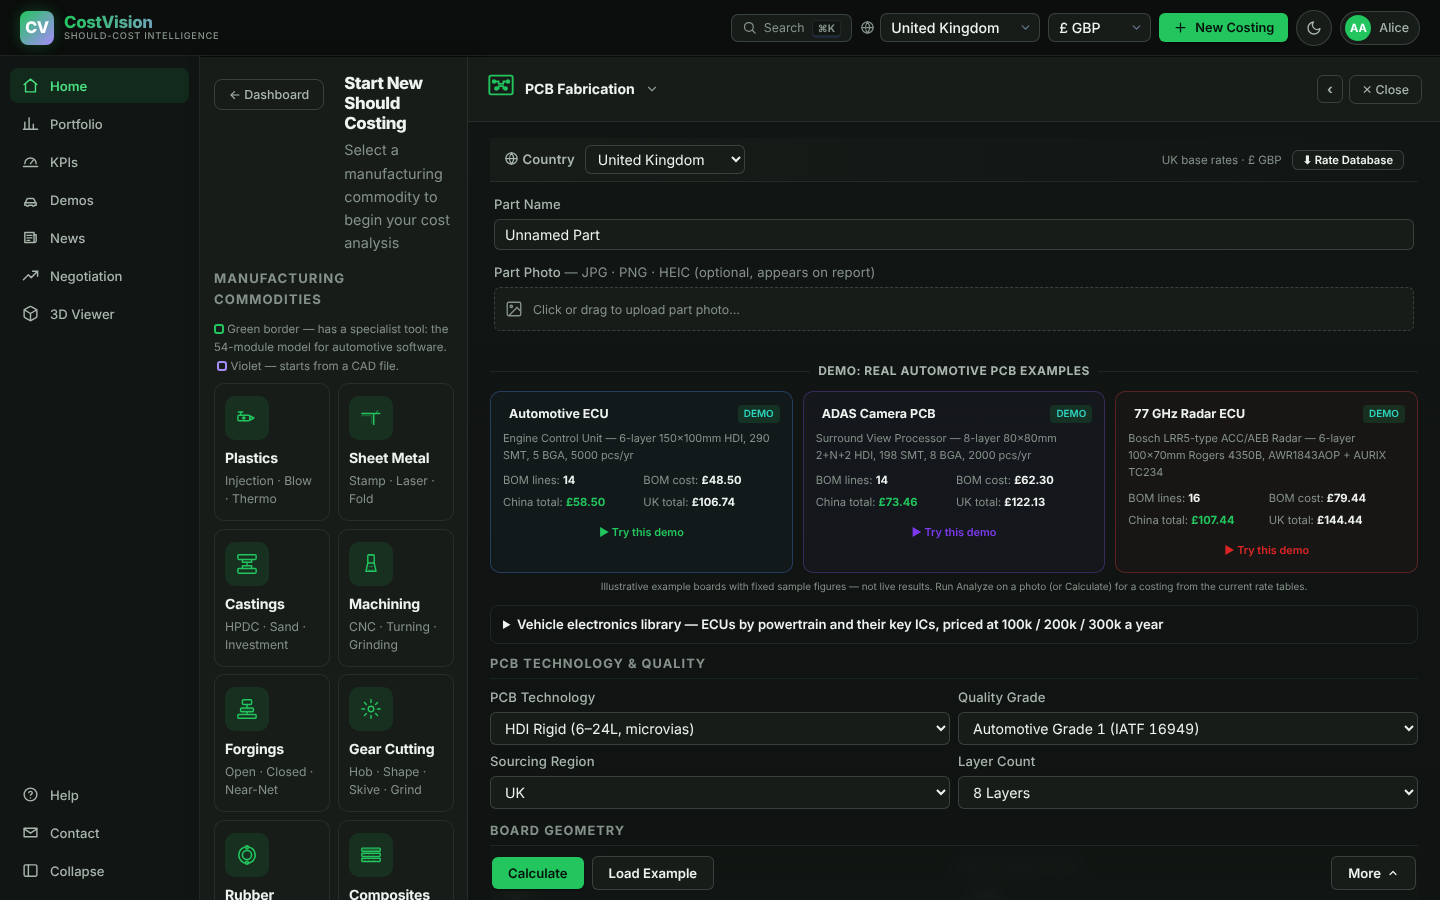 CV
CostVision
SHOULD-COST INTELLIGENCE
Search ⌘K
United Kingdom
£ GBP
+ New Costing
AA
Alice
Home
Portfolio
KPIs
Demos
News
Negotiation
3D Viewer
Help
Contact
Collapse
← Dashboard
Start New
Should
Costing
Select a
manufacturing
commodity to
begin your cost
analysis
MANUFACTURING
COMMODITIES
Green border — has a specialist tool: the
54-module model for automotive software.
Violet — starts from a CAD file.
Plastics
Injection · Blow
· Thermo
Sheet Metal
Stamp · Laser ·
Fold
Castings
HPDC · Sand ·
Investment
Machining
CNC · Turning ·
Grinding
Forgings
Open · Closed ·
Near-Net
Gear Cutting
Hob · Shape ·
Skive · Grind
Rubber
Composites
PCB Fabrication
‹
✕ Close
Country
United Kingdom
UK base rates · £ GBP
⬇ Rate Database
Part Name
Unnamed Part
Part Photo — JPG · PNG · HEIC (optional, appears on report)
Click or drag to upload part photo...
DEMO: REAL AUTOMOTIVE PCB EXAMPLES
Automotive ECU
DEMO
Engine Control Unit — 6-layer 150×100mm HDI, 290
SMT, 5 BGA, 5000 pcs/yr
BOM lines: 14
BOM cost: £48.50
China total: £58.50
UK total: £106.74
▶ Try this demo
ADAS Camera PCB
DEMO
Surround View Processor — 8-layer 80×80mm
2+N+2 HDI, 198 SMT, 8 BGA, 2000 pcs/yr
BOM lines: 14
BOM cost: £62.30
China total: £73.46
UK total: £122.13
▶ Try this demo
77 GHz Radar ECU
DEMO
Bosch LRR5-type ACC/AEB Radar — 6-layer
100×70mm Rogers 4350B, AWR1843AOP + AURIX
TC234
BOM lines: 16
BOM cost: £79.44
China total: £107.44
UK total: £144.44
▶ Try this demo
Illustrative example boards with fixed sample figures — not live results. Run Analyze on a photo (or Calculate) for a costing from the current rate tables.
▶ Vehicle electronics library — ECUs by powertrain and their key ICs, priced at 100k / 200k / 300k a year
PCB TECHNOLOGY & QUALITY
PCB Technology
HDI Rigid (6–24L, microvias)
Quality Grade
Automotive Grade 1 (IATF 16949)
Sourcing Region
UK
Layer Count
8 Layers
BOARD GEOMETRY
Calculate
Load Example
More